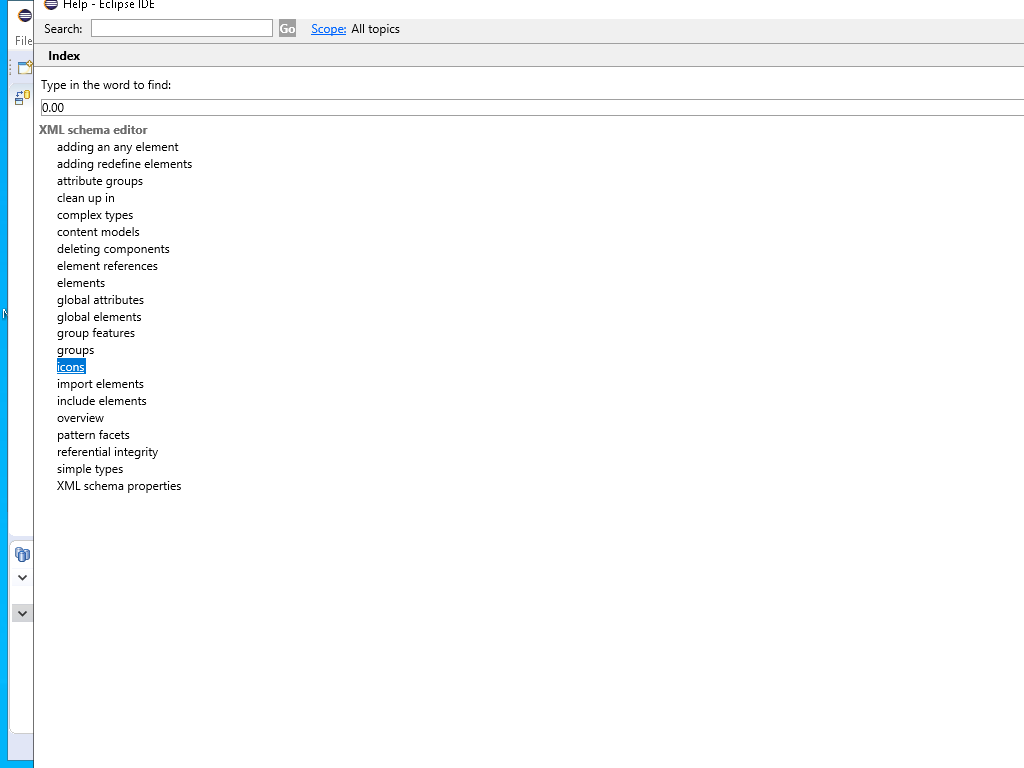 Help - Eclipse IDE
File
Search: Go Scope: All topics
Index
Type in the word to find:
0.00
XML schema editor
adding an any element
adding redefine elements
attribute groups
clean up in
complex types
content models
deleting components
element references
elements
global attributes
global elements
group features
groups
icons
import elements
include elements
overview
pattern facets
referential integrity
simple types
XML schema properties